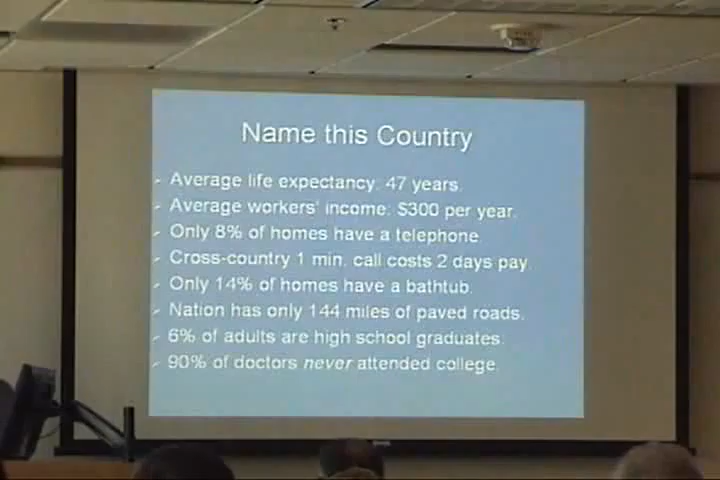 Name this Country
Average life expectancy: 47 years.
Average workers' income: $300 per year.
Only 8% of homes have a telephone.
Cross-country 1 min. call costs 2 days pay.
Only 14% of homes have a bathtub.
Nation has only 144 miles of paved roads.
6% of adults are high school graduates.
90% of doctors never attended college.